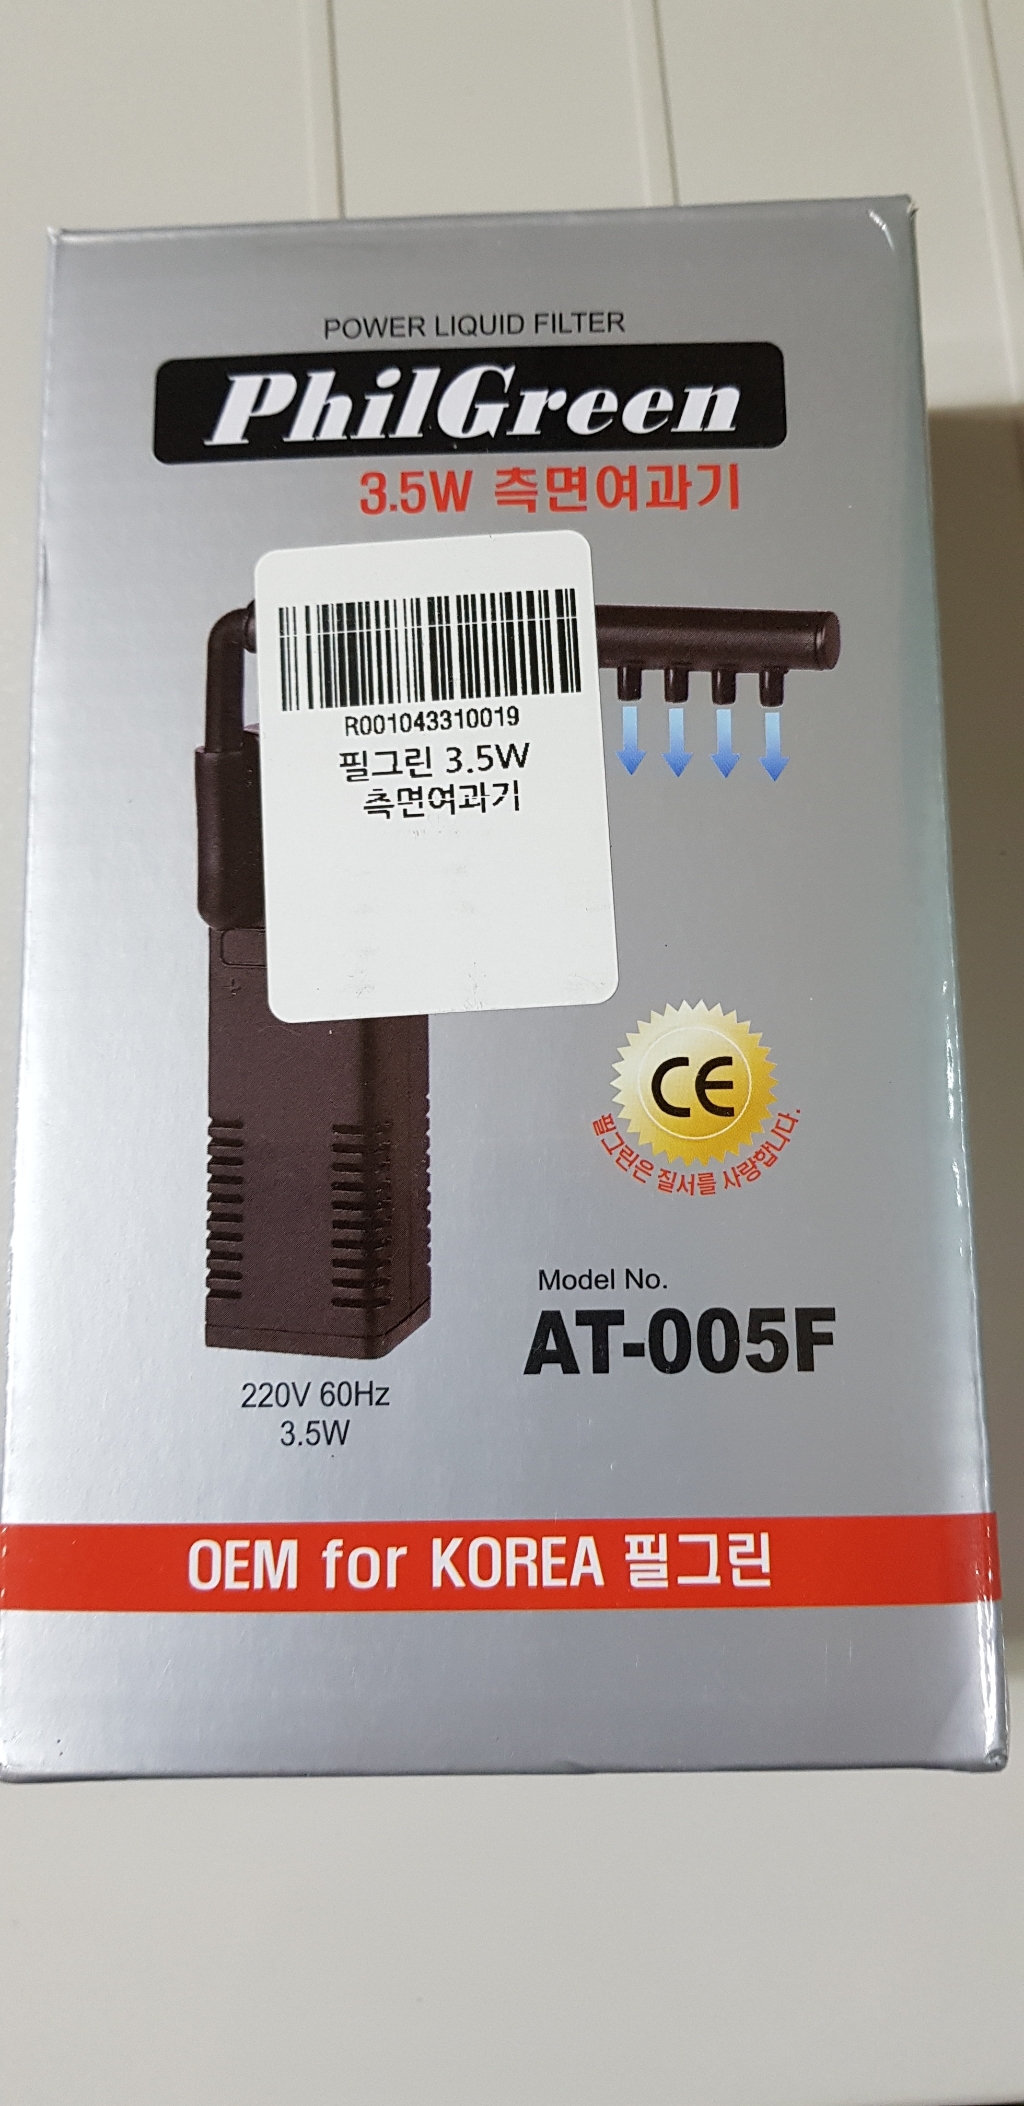 POWER LIQUID FILTER
PhilGreen
3.5W 측면여과기
R001043310019
필그린 3.5W
측면여과기
CE
필그린은 질서를 사랑합니다.
Model No.
AT-005F
220V 60Hz
3.5W
OEM for KOREA 필그린